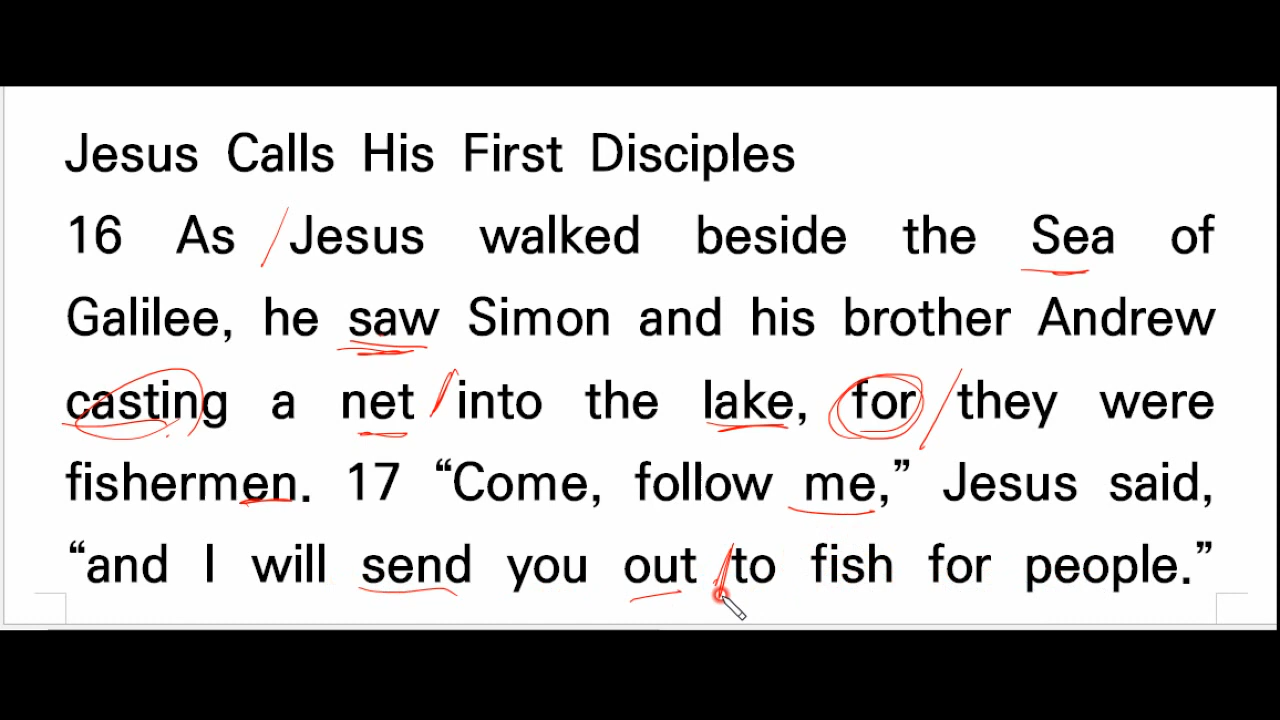 Jesus Calls His First Disciples
16 As Jesus walked beside the Sea of
Galilee, he saw Simon and his brother Andrew
casting a net into the lake, for they were
fishermen. 17 “Come, follow me,” Jesus said,
“and I will send you out to fish for people.”